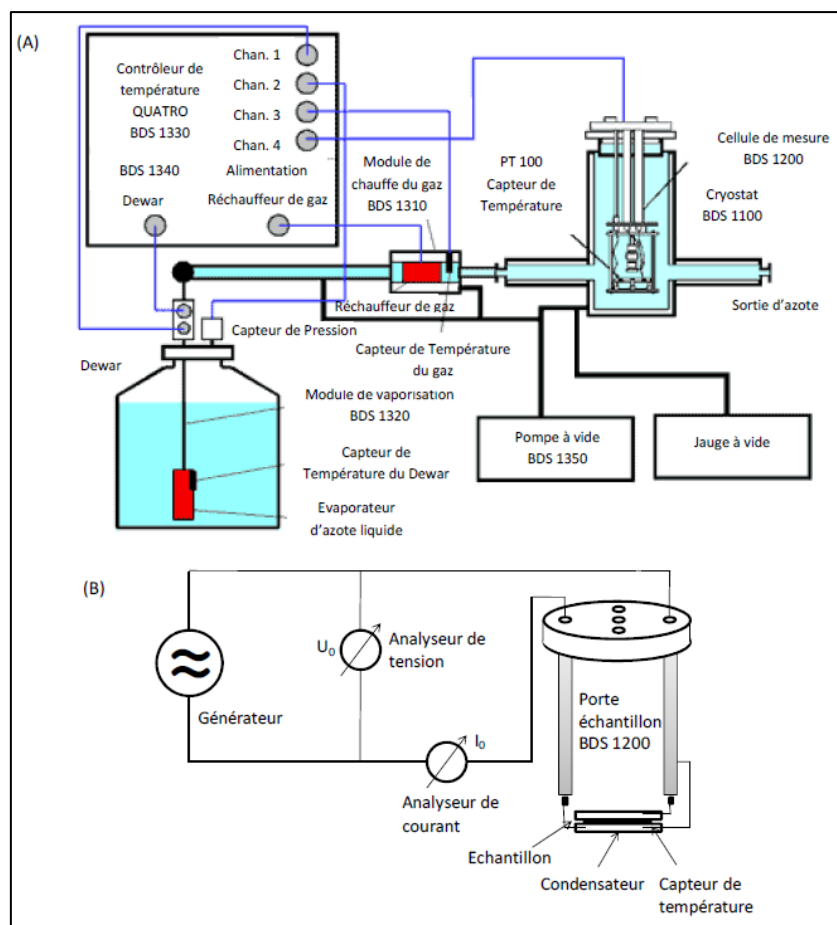 (A)
Contrôleur de
température
QUATRO
BDS 1330
Chan. 1
Chan. 2
Chan. 3
Chan. 4
BDS 1340
Alimentation
Dewar
Réchauffeur de gaz
Module de
chauffe du gaz
BDS 1310
PT 100
Capteur de
Température
Cellule de mesure
BDS 1200
Cryostat
BDS 1100
Réchauffeur de gaz
Sortie d'azote
Capteur de Pression
Capteur de Température
du gaz
Dewar
Module de vaporisation
BDS 1320
Pompe à vide
BDS 1350
Jauge à vide
Capteur de
Température du Dewar
Evaporateur
d'azote liquide
(B)
U₀
Analyseur de
tension
Générateur
I₀
Porte
échantillon
BDS 1200
Analyseur de
courant
Echantillon
Condensateur
Capteur de
température